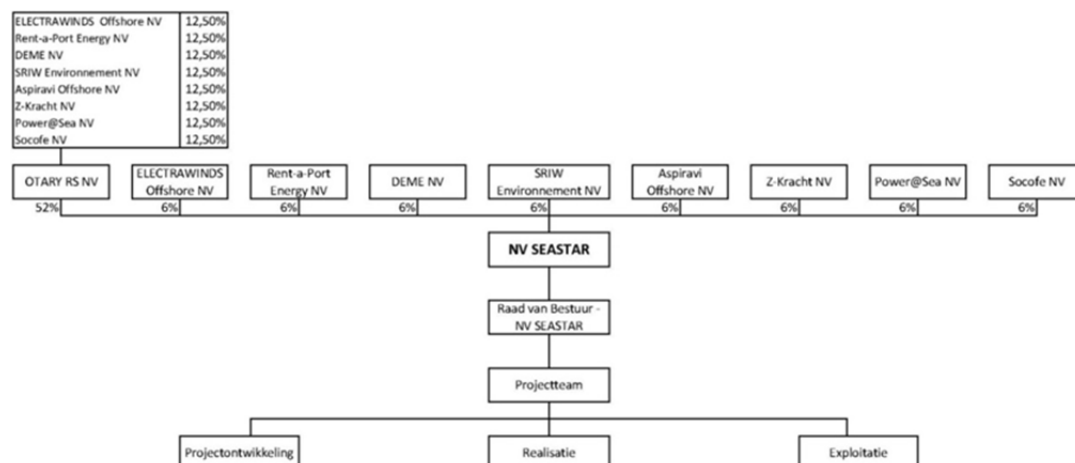 ELECTRAWINDS Offshore NV 12,50%
Rent-a-Port Energy NV 12,50%
DEME NV 12,50%
SRIW Environnement NV 12,50%
Aspiravi Offshore NV 12,50%
Z-Kracht NV 12,50%
Power@Sea NV 12,50%
Socofe NV 12,50%
OTARY RS NV
ELECTRAWINDS
Offshore NV
Rent-a-Port
Energy NV
DEME NV
SRIW
Environnement NV
Aspiravi
Offshore NV
Z-Kracht NV
Power@Sea NV
Socofe NV
52% 6% 6% 6% 6% 6% 6% 6% 6%
NV SEASTAR
Raad van Bestuur -
NV SEASTAR
Projectteam
Projectontwikkeling
Realisatie
Exploitatie